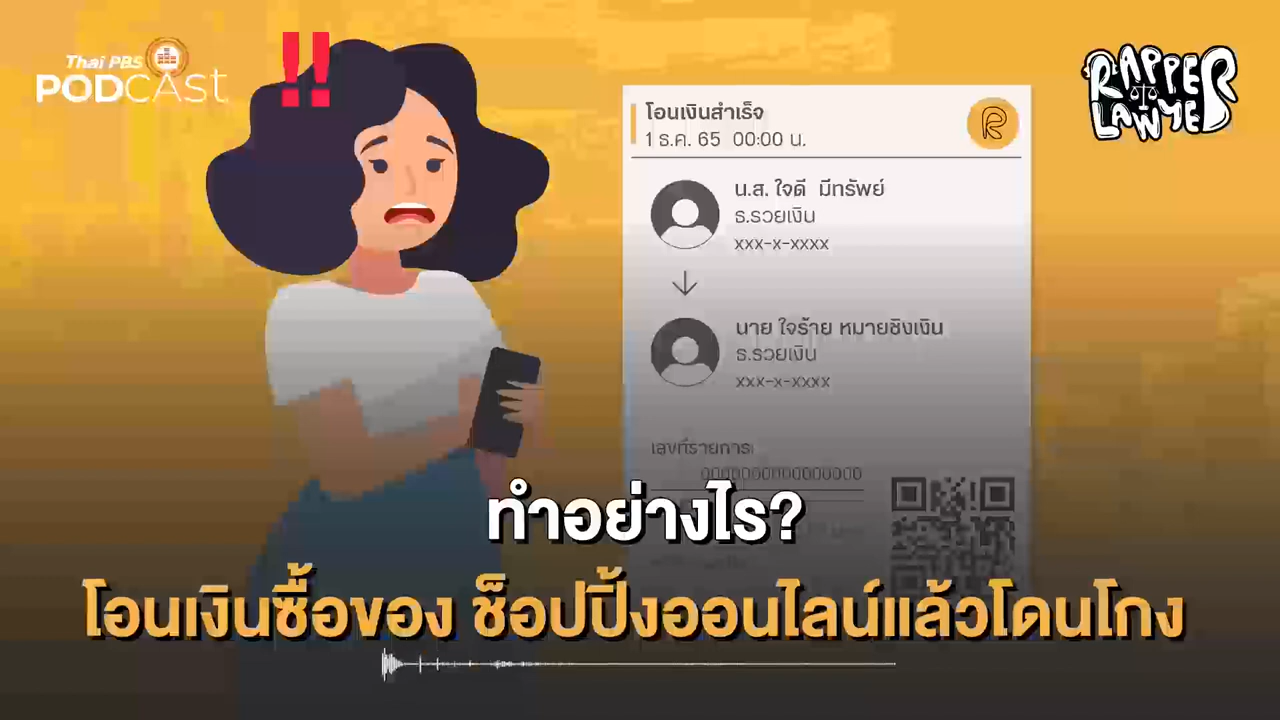 Thai PBS
PODCAST
!!
RAPPER
LAWYER
โอนเงินสำเร็จ
1 ธ.ค. 65 00:00 น.
น.ส. ใจดี มีทรัพย์
ธ.รวยเงิน
xxx-x-xxxx
นาย ใจร้าย หมายชิงเงิน
ธ.รวยเงิน
xxx-x-xxxx
เลขที่รายการ:
ทำอย่างไร?
โอนเงินซื้อของ ช็อปปิ้งออนไลน์แล้วโดนโกง